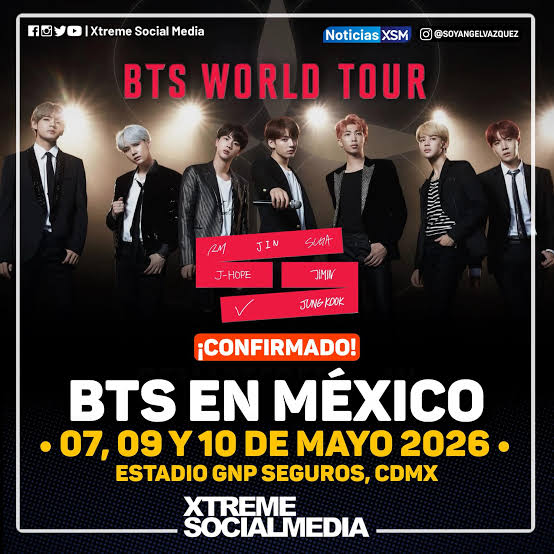 | Xtreme Social Media
Noticias XSM
@SOYANGELVAZQUEZ
BTS WORLD TOUR
RM JIN SUGA
J-HOPE JIMIN
JUNG KOOK
¡CONFIRMADO!
BTS EN MÉXICO
• 07, 09 Y 10 DE MAYO 2026 •
ESTADIO GNP SEGUROS, CDMX
XTREME
SOCIALMEDIA